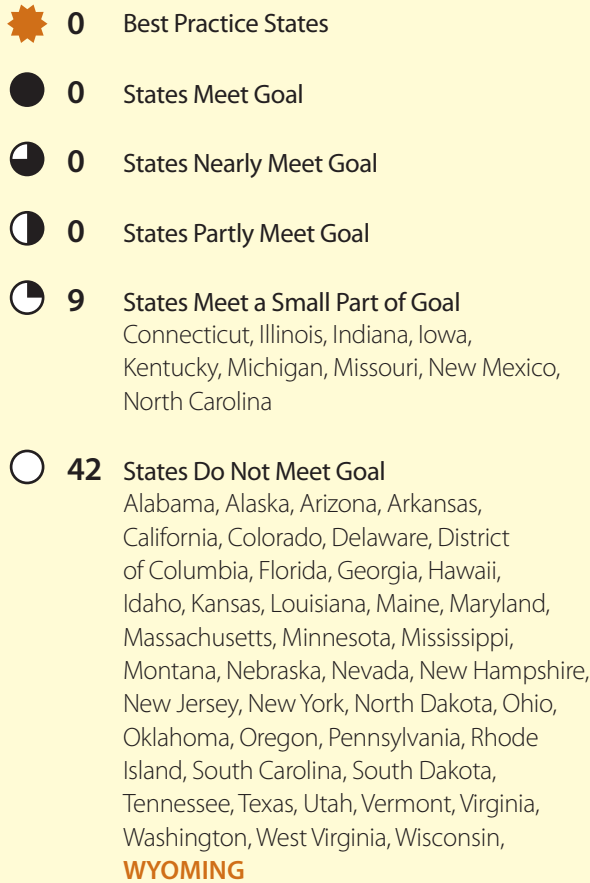 0 Best Practice States
0 States Meet Goal
0 States Nearly Meet Goal
0 States Partly Meet Goal
9 States Meet a Small Part of Goal
Connecticut, Illinois, Indiana, Iowa,
Kentucky, Michigan, Missouri, New Mexico,
North Carolina
42 States Do Not Meet Goal
Alabama, Alaska, Arizona, Arkansas,
California, Colorado, Delaware, District
of Columbia, Florida, Georgia, Hawaii,
Idaho, Kansas, Louisiana, Maine, Maryland,
Massachusetts, Minnesota, Mississippi,
Montana, Nebraska, Nevada, New Hampshire,
New Jersey, New York, North Dakota, Ohio,
Oklahoma, Oregon, Pennsylvania, Rhode
Island, South Carolina, South Dakota,
Tennessee, Texas, Utah, Vermont, Virginia,
Washington, West Virginia, Wisconsin,
WYOMING